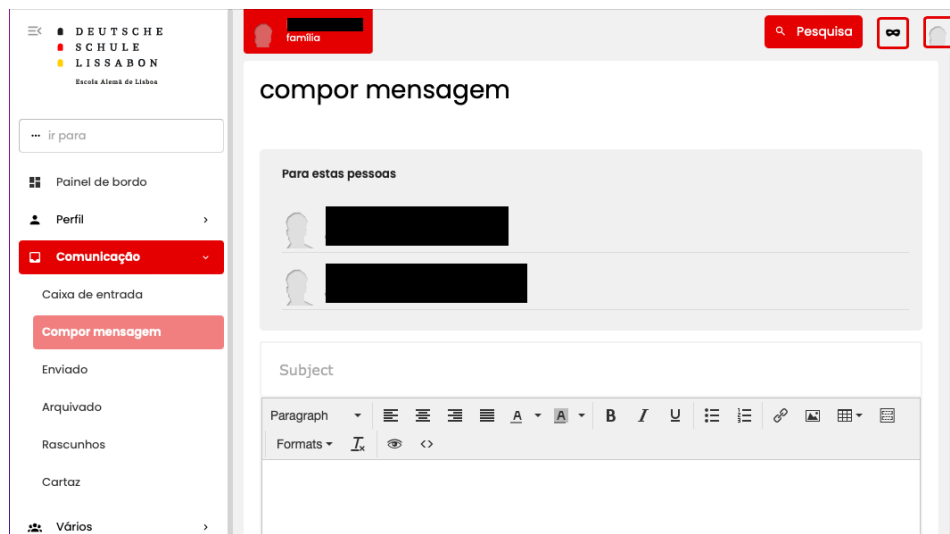 DEUTSCHE
SCHULE
LISSABON
Escola Alemã de Lisboa
família
Pesquisa
compor mensagem
... ir para
Para estas pessoas
Painel de bordo
Perfil
Comunicação
Caixa de entrada
Compor mensagem
Enviado
Arquivado
Rascunhos
Cartaz
Vários
Subject
Paragraph
A
A
B
I
U
Formats